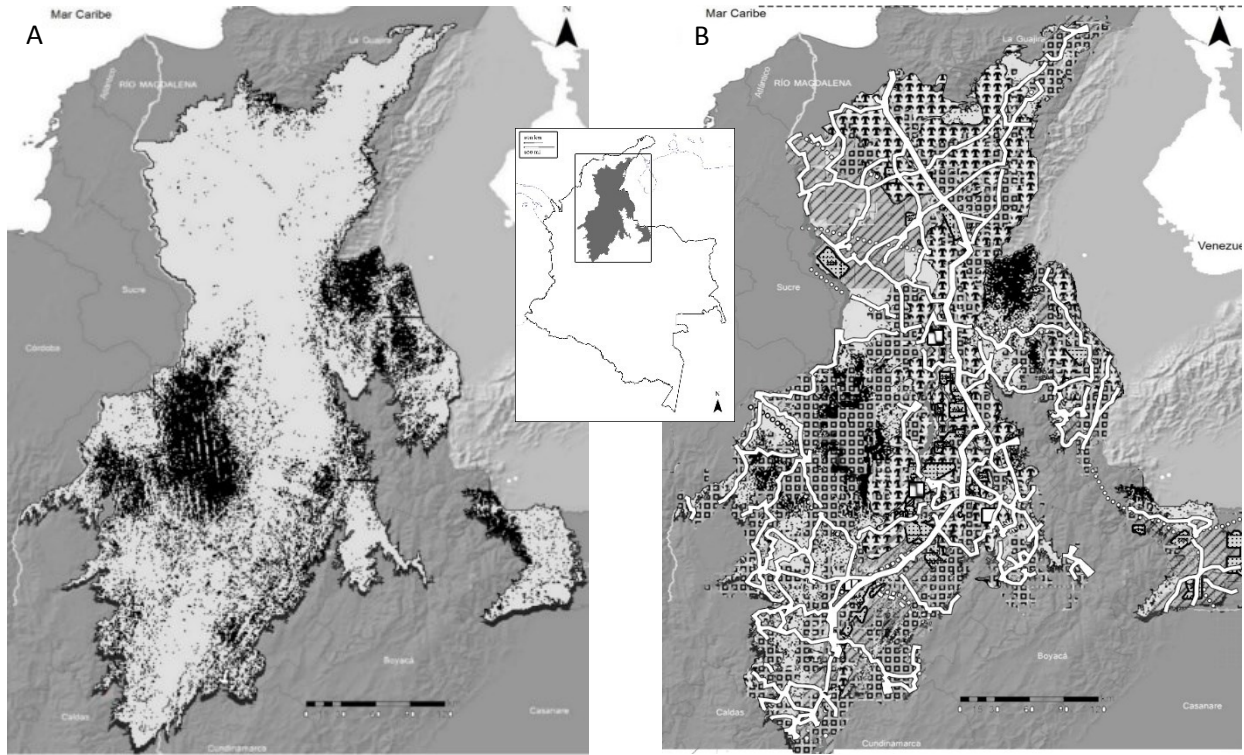 A
Mar Caribe
N
La Guajira
Atlántico
RÍO MAGDALENA
Sucre
Córdoba
Boyacá
Caldas
Cundinamarca
Casanare
N
B
Mar Caribe
N
La Guajira
Atlántico
RÍO MAGDALENA
Venezue
Sucre
Boyacá
Caldas
Cundinamarca
Casanare